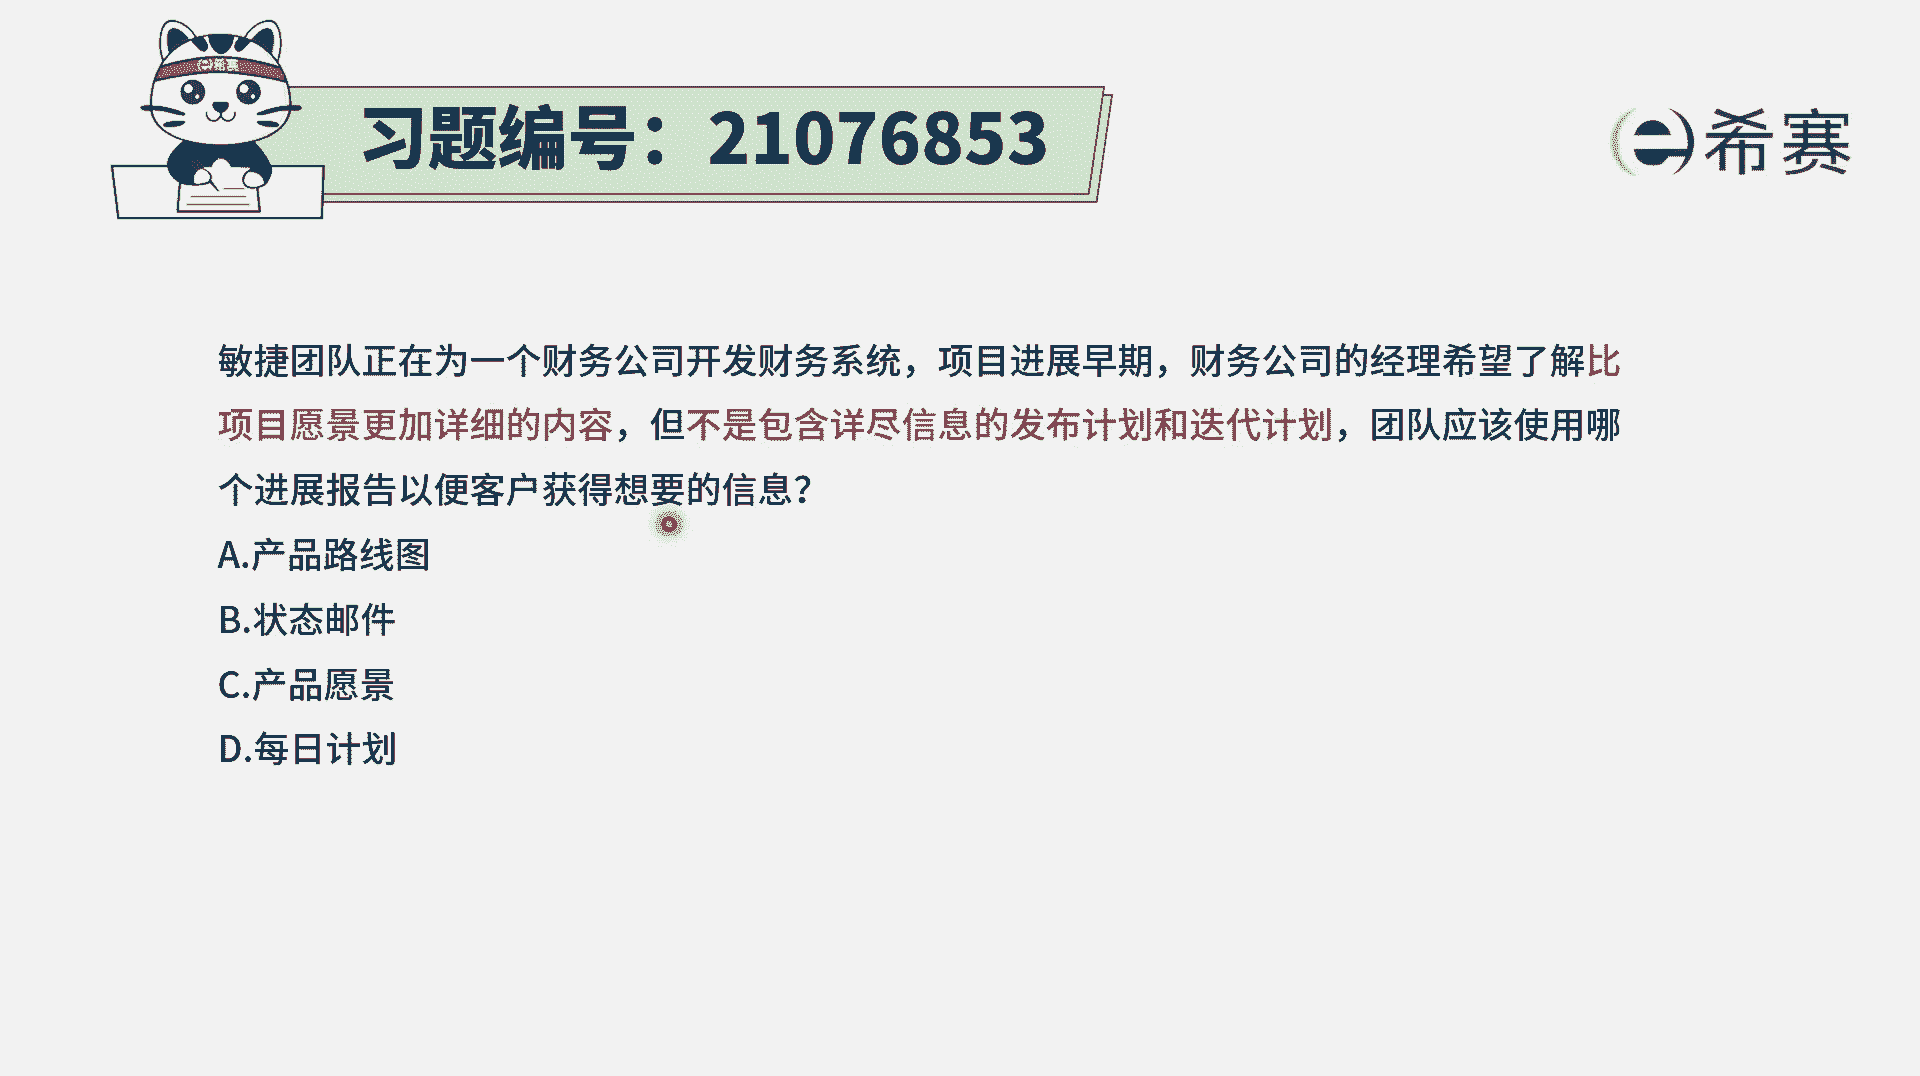 e希赛
习题编号：21076853
e希赛
敏捷团队正在为一个财务公司开发财务系统，项目进展早期，财务公司的经理希望了解比
项目愿景更加详细的内容，但不是包含详尽信息的发布计划和迭代计划，团队应该使用哪
个进展报告以便客户获得想要的信息？
A.产品路线图
B.状态邮件
C.产品愿景
D.每日计划